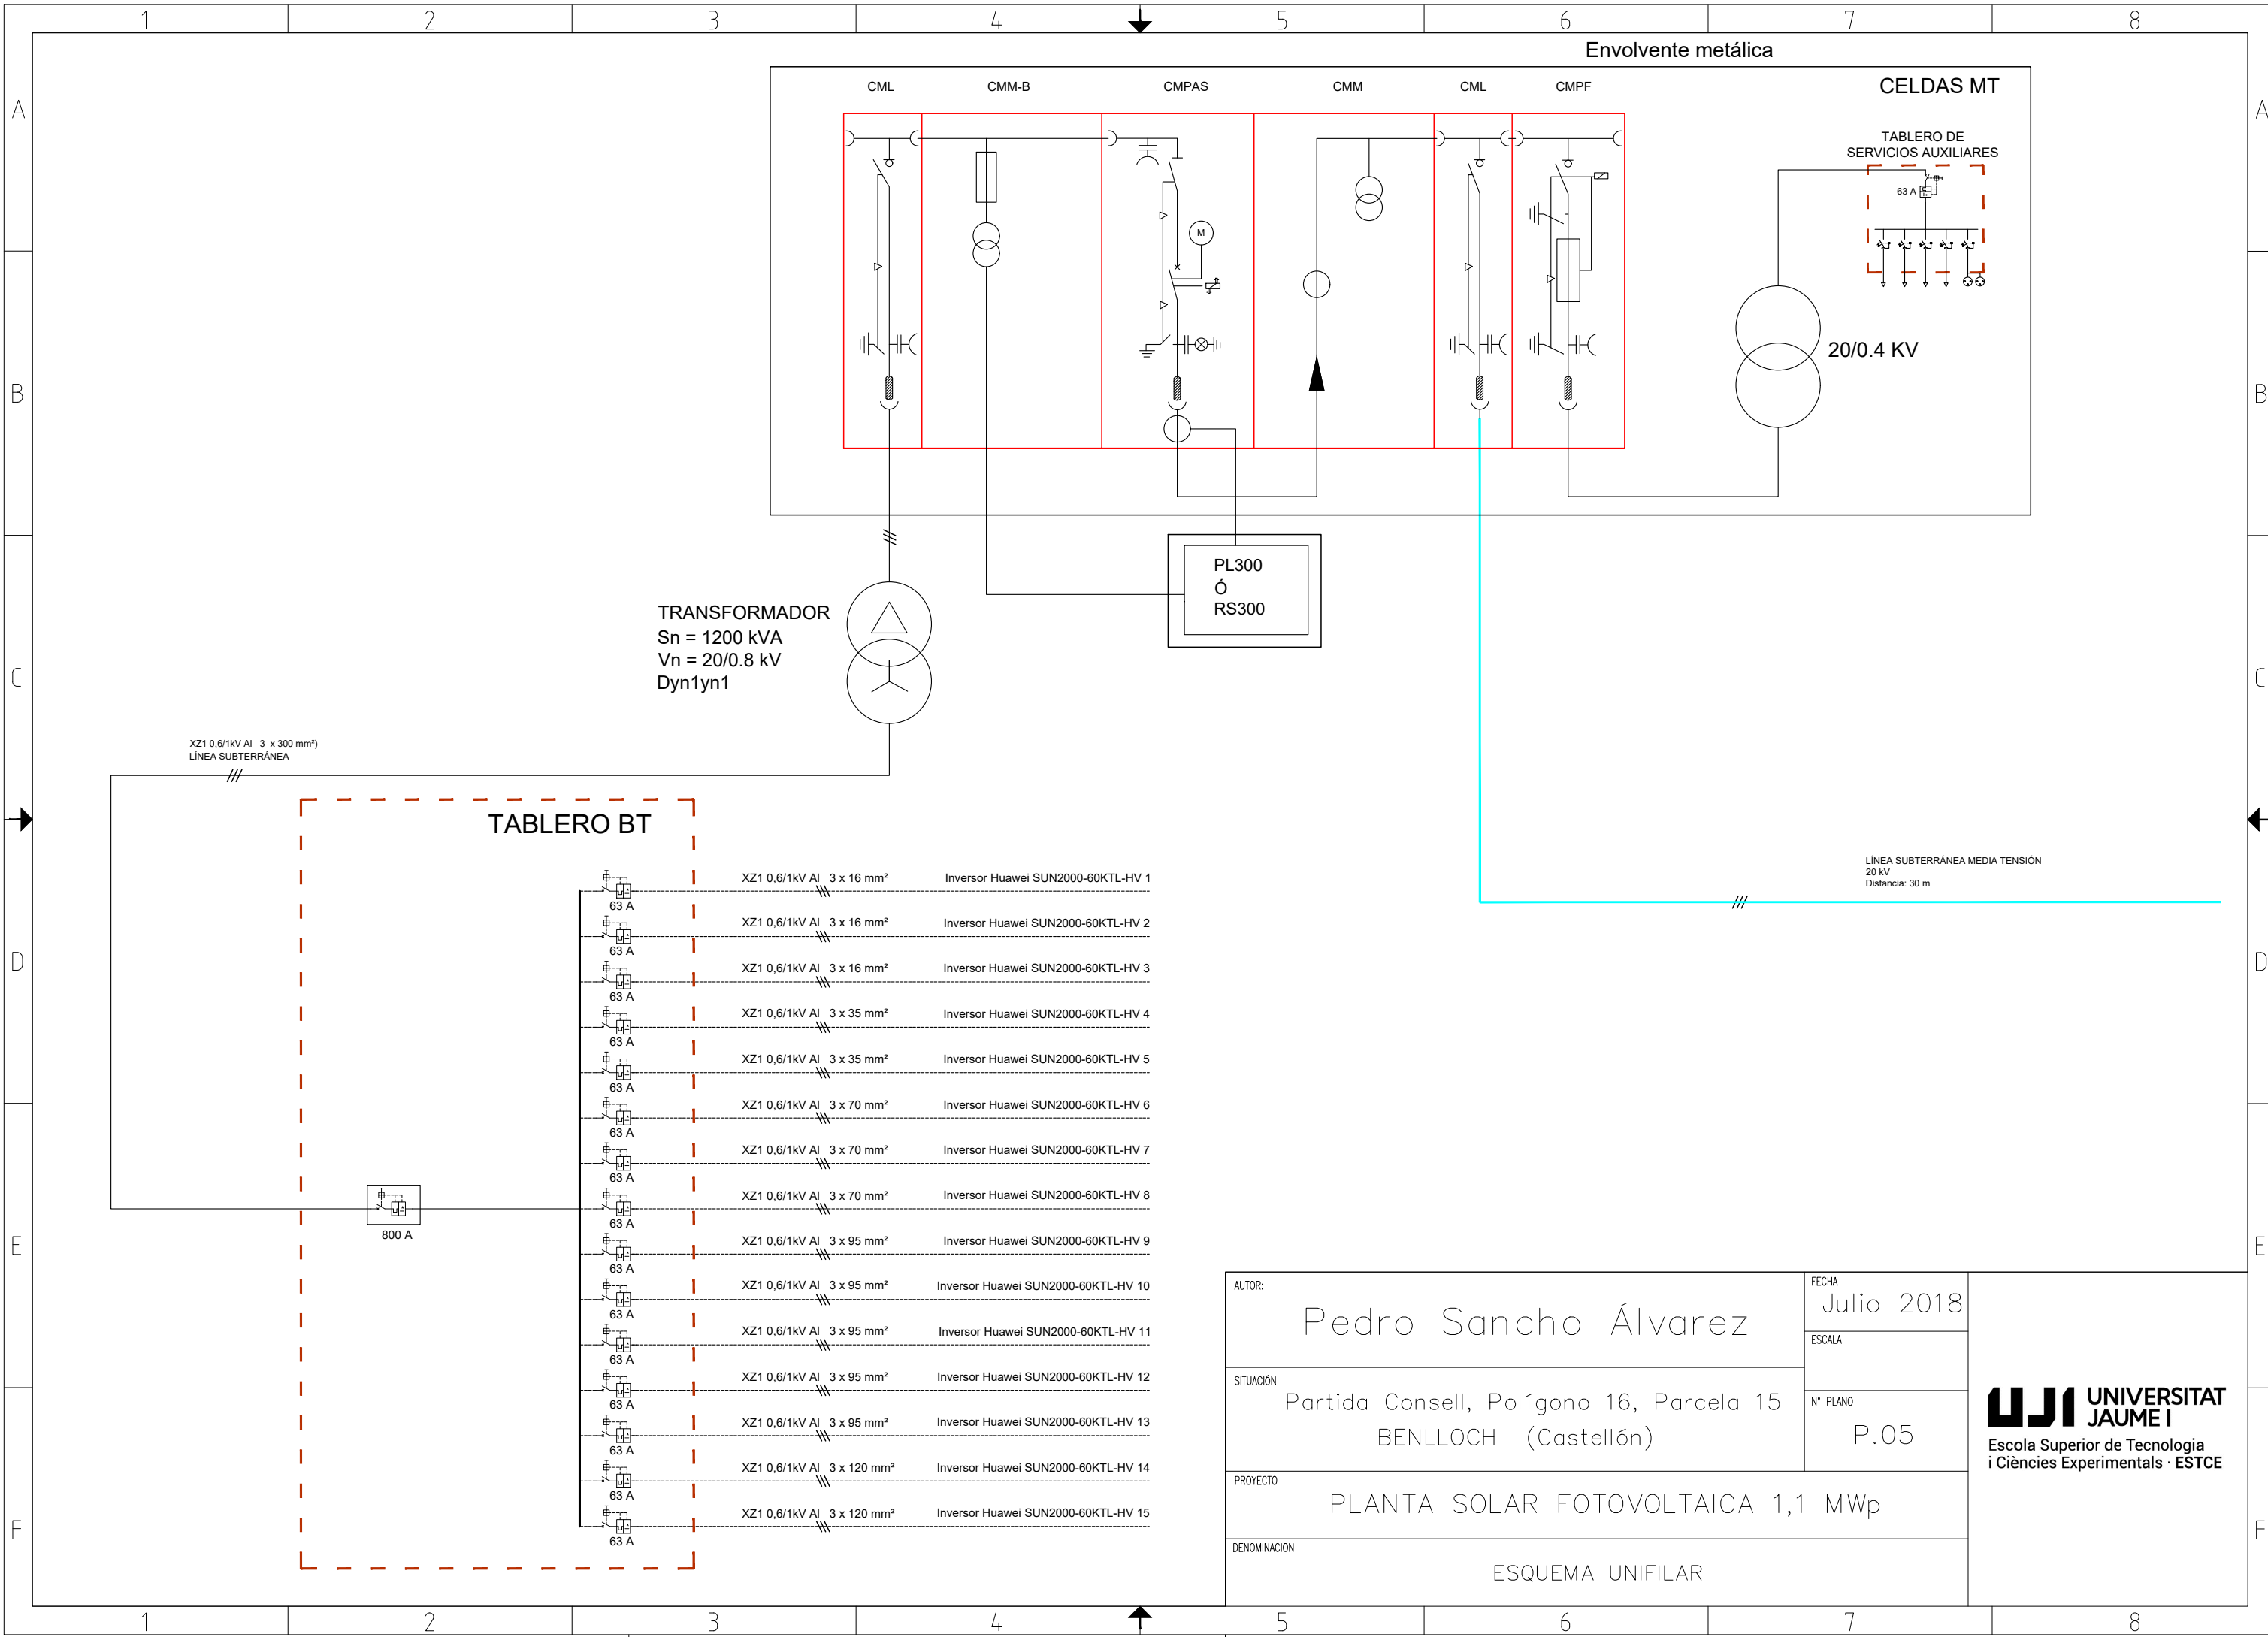 1 2 3 4 5 6 7 8
Envolvente metálica
CML CMM-B CMPAS CMM CML CMPF CELDAS MT
A A
TABLERO DE
SERVICIOS AUXILIARES
63 A
M
20/0.4 KV
B B
PL300
Ó
RS300
TRANSFORMADOR
Sn = 1200 kVA
Vn = 20/0.8 kV
Dyn1yn1
C C
XZ1 0,6/1kV Al 3 x 300 mm²)
LÍNEA SUBTERRÁNEA
TABLERO BT
LÍNEA SUBTERRÁNEA MEDIA TENSIÓN
20 kV
Distancia: 30 m
XZ1 0,6/1kV Al 3 x 16 mm² Inversor Huawei SUN2000-60KTL-HV 1
63 A
XZ1 0,6/1kV Al 3 x 16 mm² Inversor Huawei SUN2000-60KTL-HV 2
63 A
D D
XZ1 0,6/1kV Al 3 x 16 mm² Inversor Huawei SUN2000-60KTL-HV 3
63 A
XZ1 0,6/1kV Al 3 x 35 mm² Inversor Huawei SUN2000-60KTL-HV 4
63 A
XZ1 0,6/1kV Al 3 x 35 mm² Inversor Huawei SUN2000-60KTL-HV 5
63 A
XZ1 0,6/1kV Al 3 x 70 mm² Inversor Huawei SUN2000-60KTL-HV 6
63 A
XZ1 0,6/1kV Al 3 x 70 mm² Inversor Huawei SUN2000-60KTL-HV 7
63 A
XZ1 0,6/1kV Al 3 x 70 mm² Inversor Huawei SUN2000-60KTL-HV 8
63 A
800 A
E E
XZ1 0,6/1kV Al 3 x 95 mm² Inversor Huawei SUN2000-60KTL-HV 9
63 A
XZ1 0,6/1kV Al 3 x 95 mm² Inversor Huawei SUN2000-60KTL-HV 10
63 A
XZ1 0,6/1kV Al 3 x 95 mm² Inversor Huawei SUN2000-60KTL-HV 11
63 A
XZ1 0,6/1kV Al 3 x 95 mm² Inversor Huawei SUN2000-60KTL-HV 12
63 A
XZ1 0,6/1kV Al 3 x 95 mm² Inversor Huawei SUN2000-60KTL-HV 13
63 A
XZ1 0,6/1kV Al 3 x 120 mm² Inversor Huawei SUN2000-60KTL-HV 14
63 A
XZ1 0,6/1kV Al 3 x 120 mm² Inversor Huawei SUN2000-60KTL-HV 15
63 A
F F
AUTOR:
Pedro Sancho Álvarez
FECHA
Julio 2018
ESCALA
SITUACIÓN
Partida Consell, Polígono 16, Parcela 15
BENLLOCH (Castellón)
Nº PLANO
P.05
PROYECTO
PLANTA SOLAR FOTOVOLTAICA 1,1 MWp
DENOMINACION
ESQUEMA UNIFILAR
UJI UNIVERSITAT
JAUME I
Escola Superior de Tecnologia
i Ciències Experimentals · ESTCE
1 2 3 4 5 6 7 8